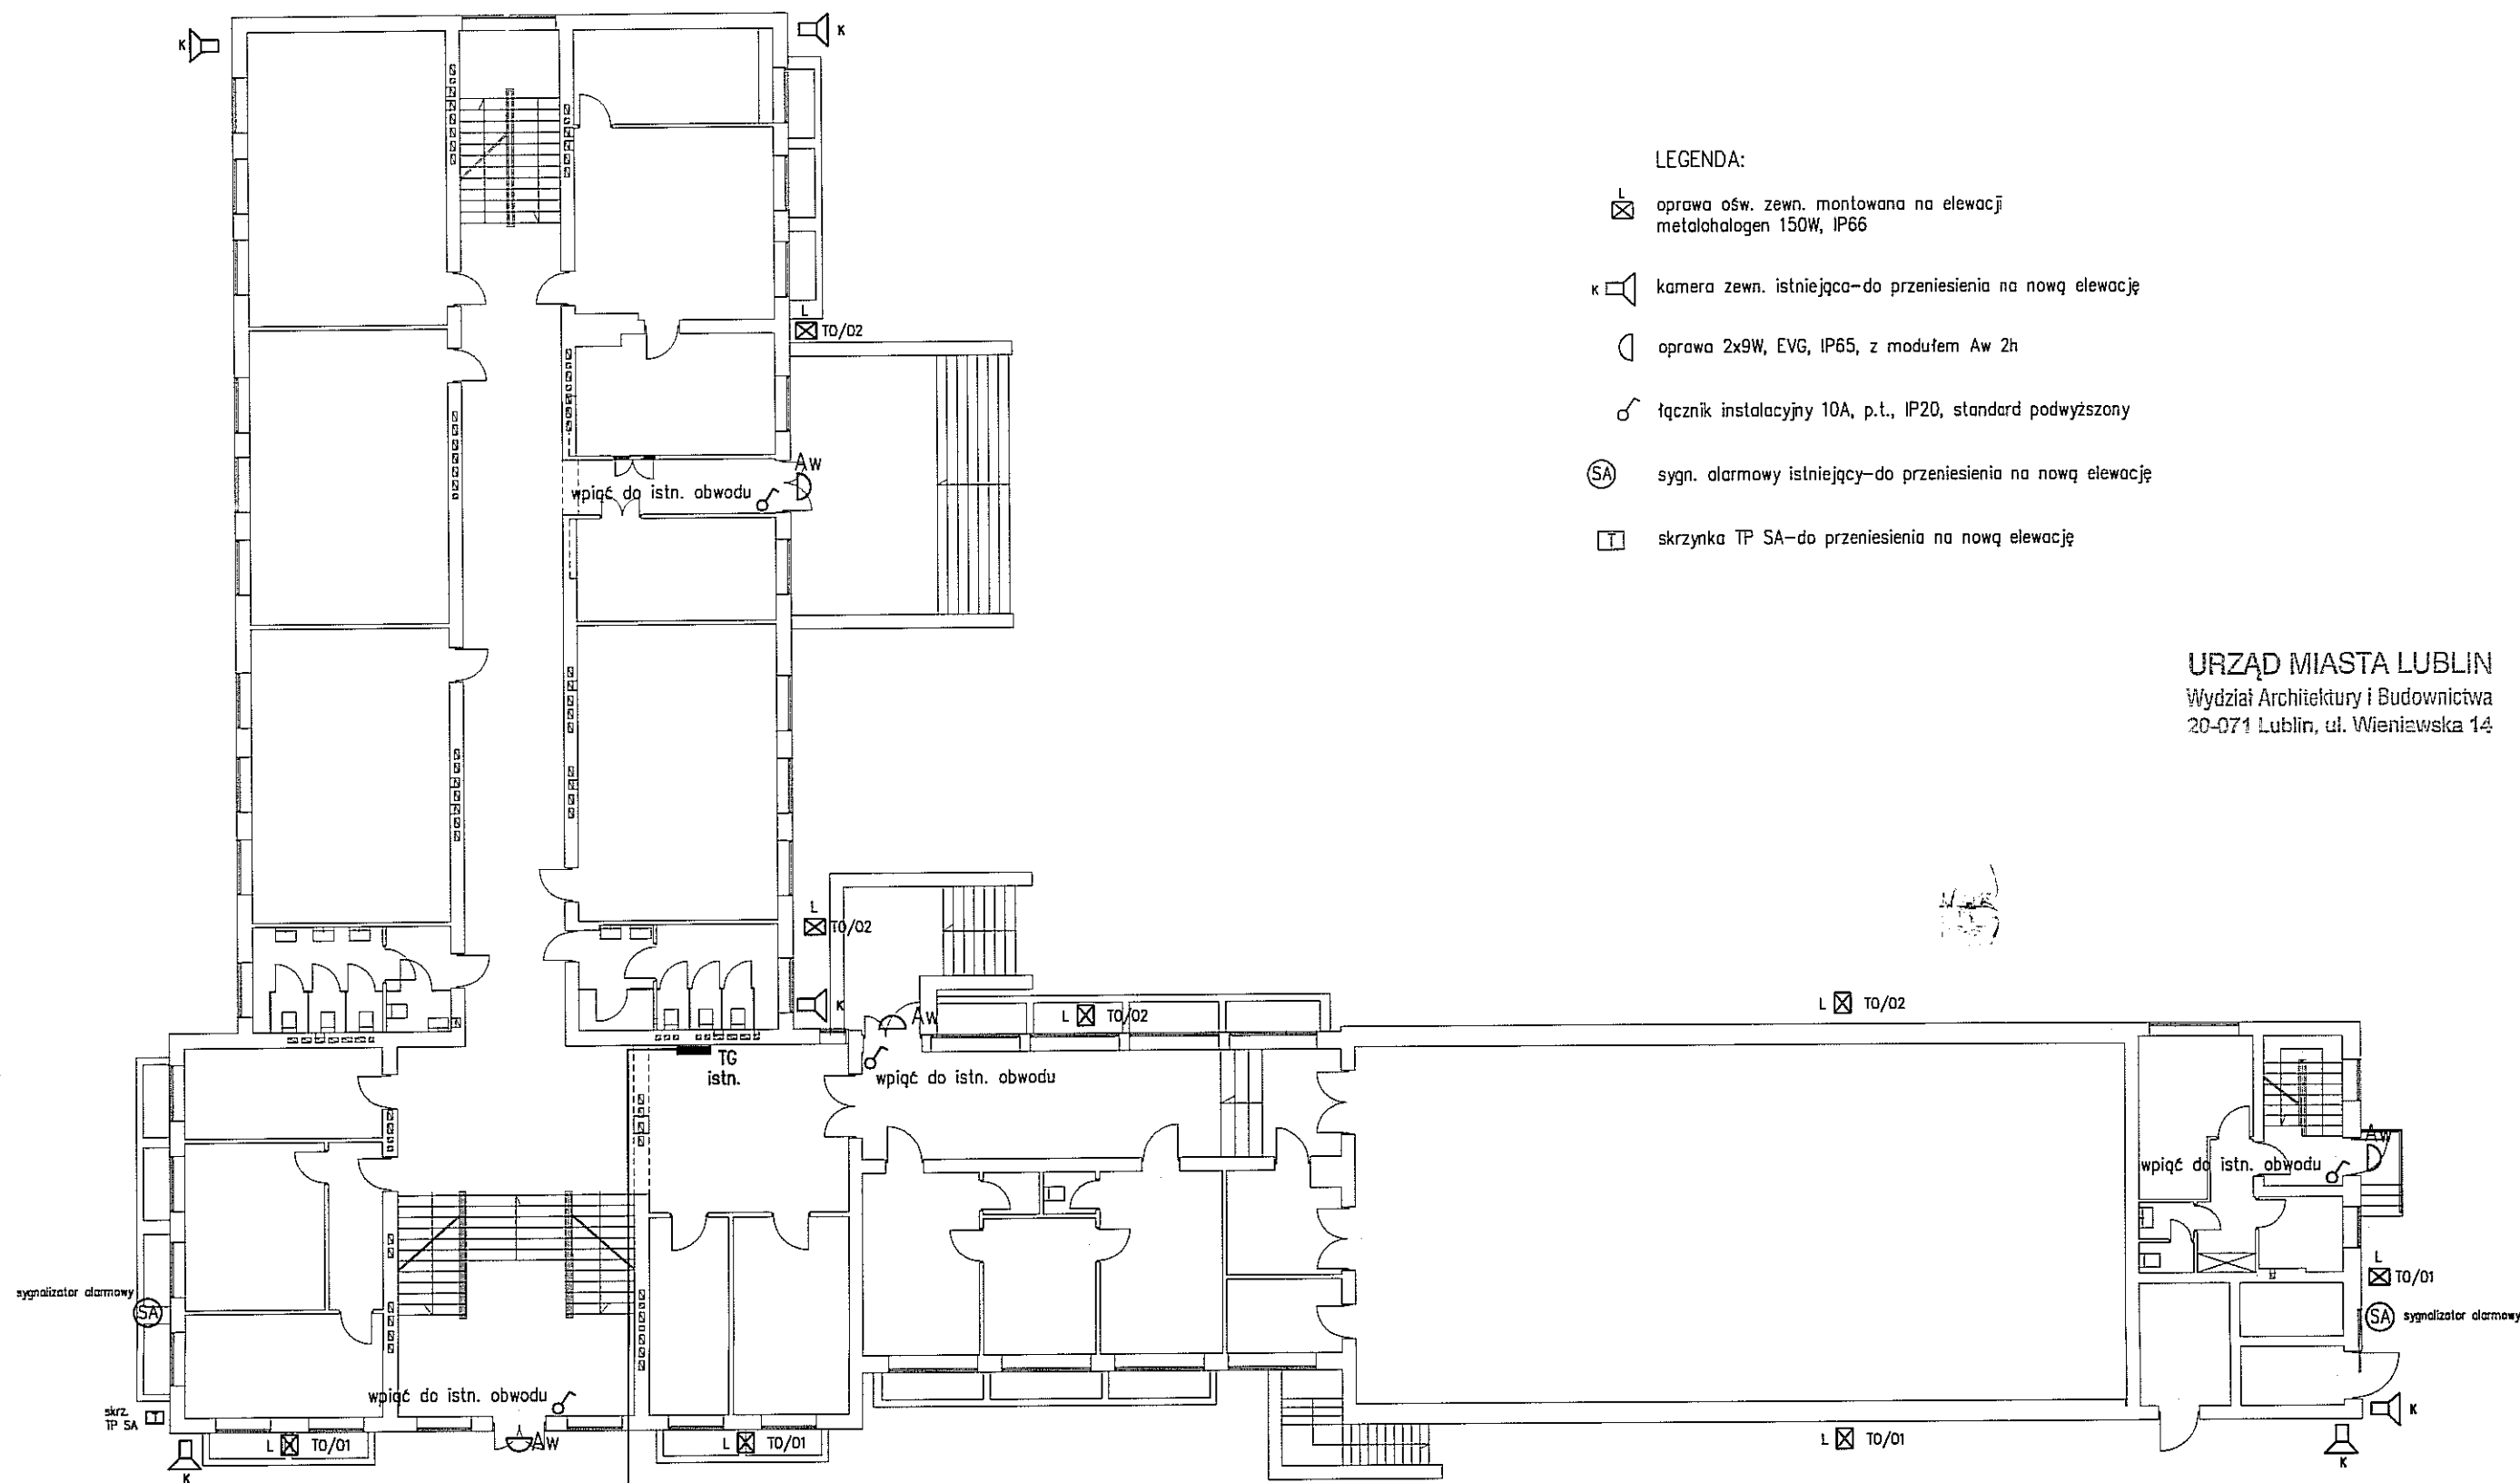 K
K
LEGENDA:
L
oprawa ośw. zewn. montowana na elewacji
metalohalogen 150W, IP66
K
kamera zewn. istniejąca-do przeniesienia na nową elewację
L
TO/02
oprawa 2x9W, EVG, IP65, z modułem Aw 2h
łącznik instalacyjny 10A, p.t., IP20, standard podwyższony
Aw
wpiąć do istn. obwodu
SA
sygn. alarmowy istniejący-do przeniesienia na nową elewację
T
skrzynka TP SA-do przeniesienia na nową elewację
URZĄD MIASTA LUBLIN
Wydział Architektury i Budownictwa
20-071 Lublin, ul. Wieniawska 14
L
TO/02
K
Aw
L TO/02
L TO/02
TG
istn.
wpiąć do istn. obwodu
Aw
wpiąć do istn. obwodu
L
TO/01
sygnalizator alarmowy
SA
SA sygnalizator alarmowy
wpiąć do istn. obwodu
skrz.
TP SA
T
K
L TO/01
Aw
L TO/01
L TO/01
K
K